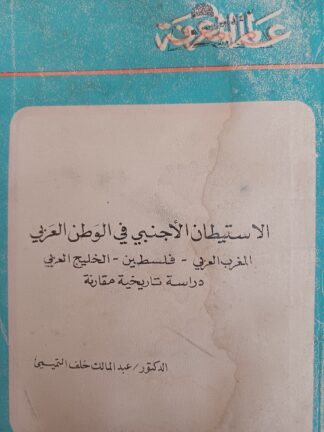 عالم المعرفة
الاستيطان الأجنبي في الوطن العربي
المغرب العربي - فلسطين - الخليج العربي
دراسة تاريخية مقارنة
الدكتور/عبد المالك خلف التميمي